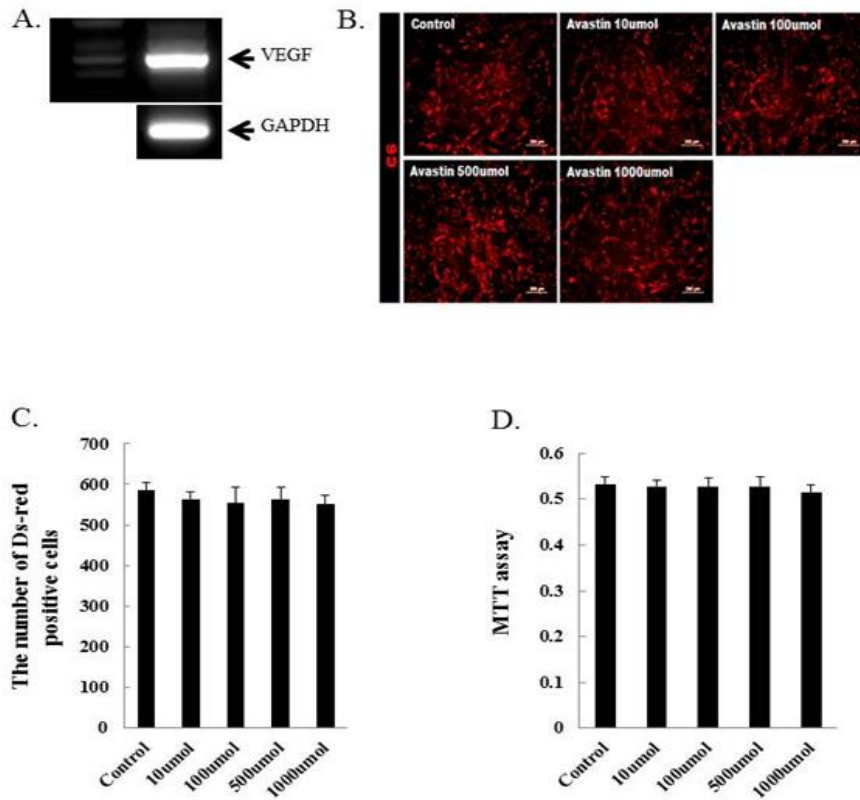 A.
VEGF
GAPDH
B.
Control
Avastin 10umol
Avastin 100umol
C6
Avastin 500umol
Avastin 1000umol
C.
The number of Ds-red
positive cells
700
600
500
400
300
200
100
0
Control
10umol
100umol
500umol
1000umol
D.
MTT assay
0.6
0.5
0.4
0.3
0.2
0.1
0
Control
10umol
100umol
500umol
1000umol